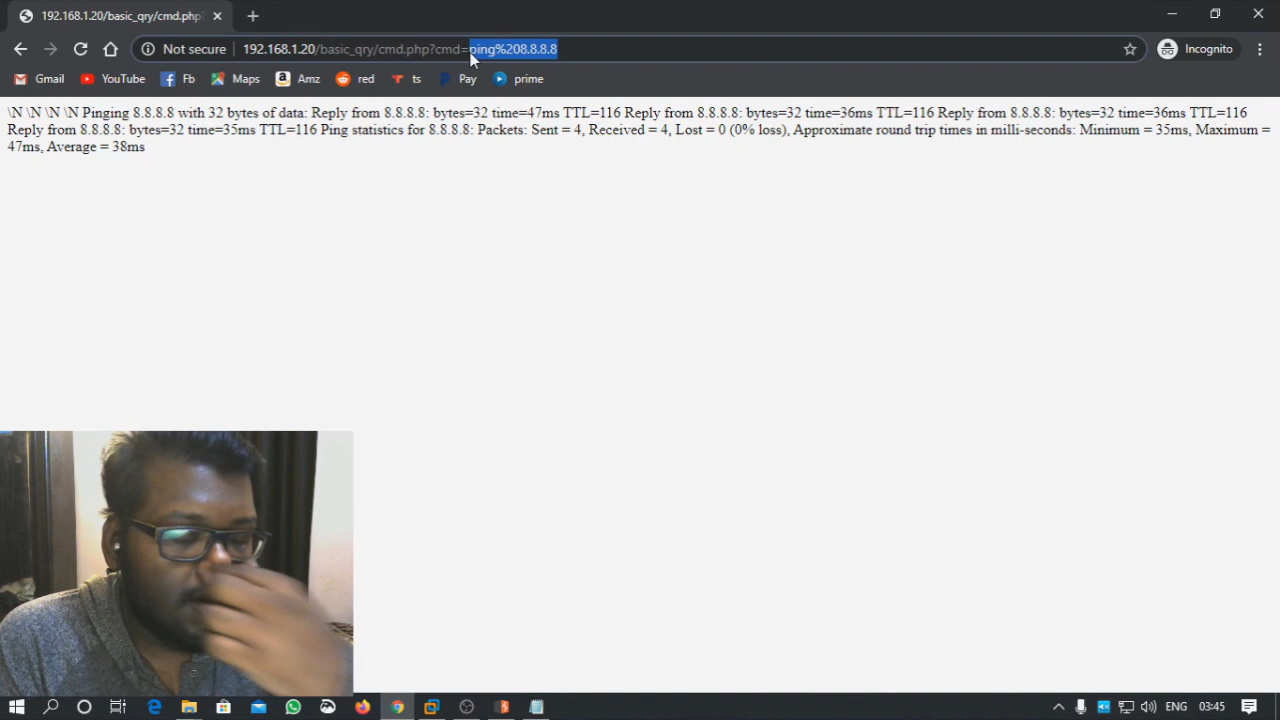 192.168.1.20/basic_qry/cmd.php?
Not secure 192.168.1.20/basic_qry/cmd.php?cmd=ping%208.8.8.8 Incognito
Gmail YouTube Fb Maps Amz red ts Pay prime
\N \N \N \N Pinging 8.8.8.8 with 32 bytes of data: Reply from 8.8.8.8: bytes=32 time=47ms TTL=116 Reply from 8.8.8.8: bytes=32 time=36ms TTL=116 Reply from 8.8.8.8: bytes=32 time=36ms TTL=116
Reply from 8.8.8.8: bytes=32 time=35ms TTL=116 Ping statistics for 8.8.8.8: Packets: Sent = 4, Received = 4, Lost = 0 (0% loss), Approximate round trip times in milli-seconds: Minimum = 35ms, Maximum =
47ms, Average = 38ms
ENG 03:45